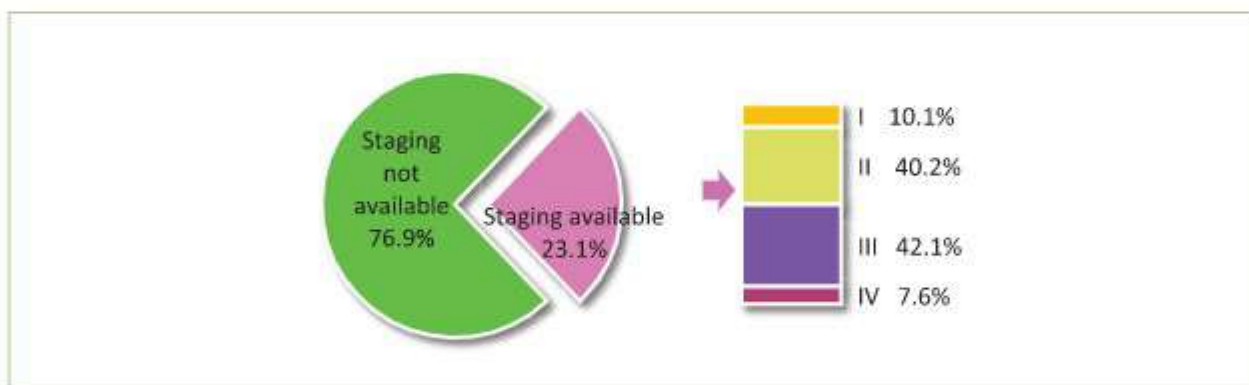 Staging
not
available
76.9%
Staging available
23.1%
I 10.1%
II 40.2%
III 42.1%
IV 7.6%